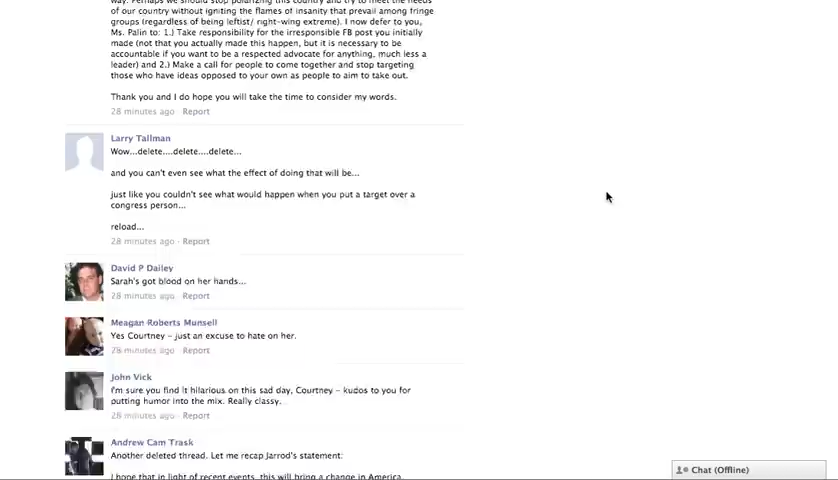 way. Perhaps we should stop polarizing this country and try to meet the needs
of our country without igniting the flames of insanity that prevail among fringe
groups (regardless of being leftist/ right-wing extreme). I now defer to you,
Ms. Palin to: 1.) Take responsibility for the irresponsible FB post you initially
made (not that you actually made this happen, but it is necessary to be
accountable if you want to be a respected advocate for anything, much less a
leader) and 2.) Make a call for people to come together and stop targeting
those who have ideas opposed to your own as people to aim to take out.
Thank you and I do hope you will take the time to consider my words.
28 minutes ago · Report
Larry Tallman
Wow...delete....delete....delete...
and you can't even see what the effect of doing that will be...
just like you couldn't see what would happen when you put a target over a
congress person...
reload...
28 minutes ago · Report
David P Dailey
Sarah's got blood on her hands...
28 minutes ago · Report
Meagan Roberts Munsell
Yes Courtney – just an excuse to hate on her.
28 minutes ago · Report
John Vick
I'm sure you find it hilarious on this sad day, Courtney – kudos to you for
putting humor into the mix. Really classy.
28 minutes ago · Report
Andrew Cam Trask
Another deleted thread. Let me recap Jarrod's statement:
I hope that in light of recent events, this will bring a change in America.
Chat (Offline)